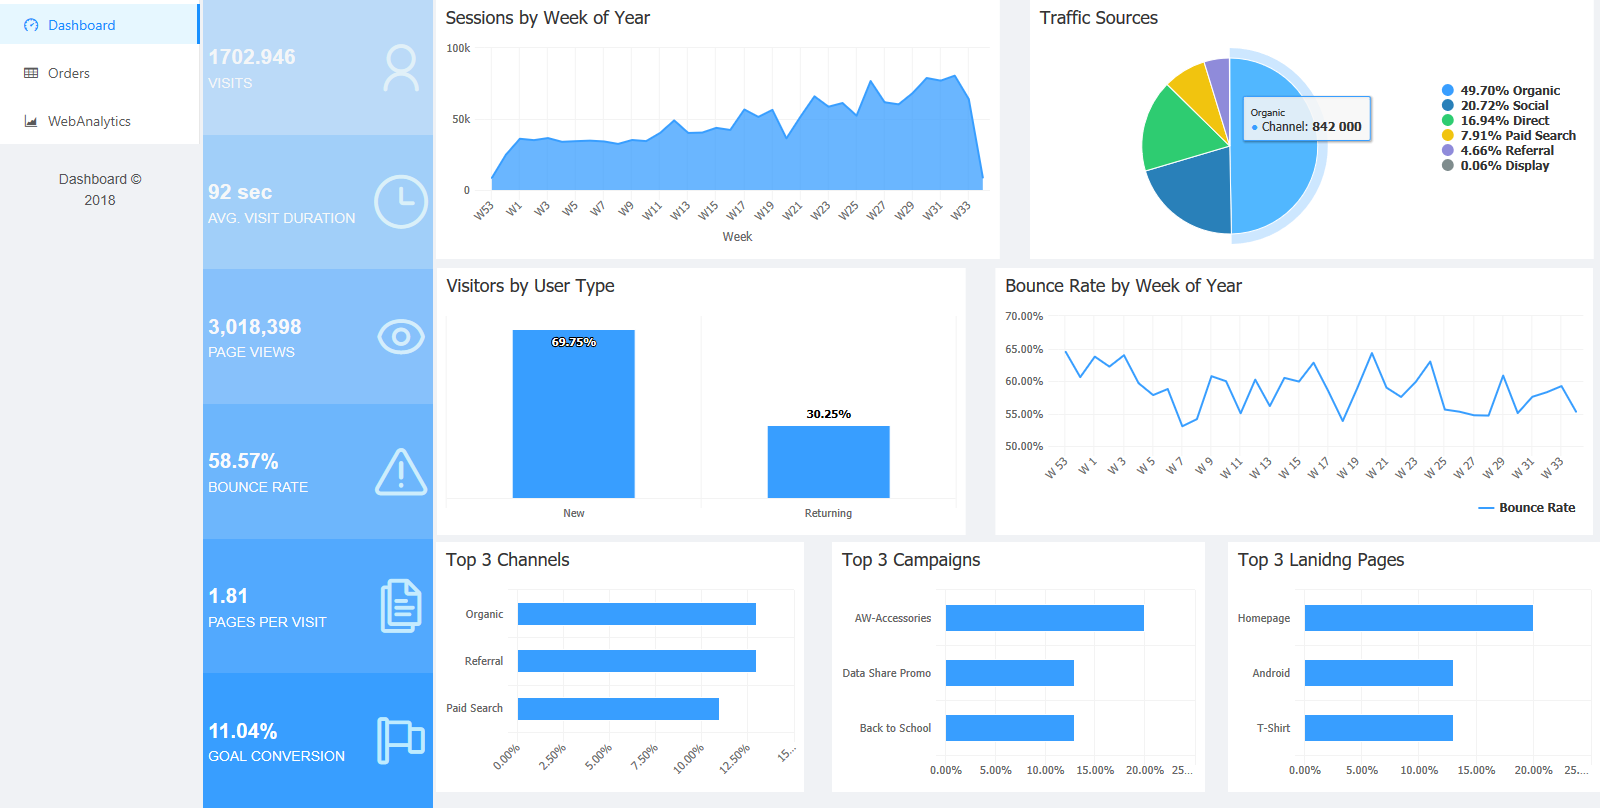 Dashboard
Orders
WebAnalytics
Dashboard ©
2018
1702.946
VISITS
92 sec
AVG. VISIT DURATION
3,018,398
PAGE VIEWS
58.57%
BOUNCE RATE
1.81
PAGES PER VISIT
11.04%
GOAL CONVERSION
Sessions by Week of Year
100k
50k
0
W53 W1 W3 W5 W7 W9 W11 W13 W15 W17 W19 W21 W23 W25 W27 W29 W31 W33
Week
Traffic Sources
Organic
Channel: 842 000
49.70% Organic
20.72% Social
16.94% Direct
7.91% Paid Search
4.66% Referral
0.06% Display
Visitors by User Type
69.75%
30.25%
New Returning
Bounce Rate by Week of Year
70.00%
65.00%
60.00%
55.00%
50.00%
W 53 W 1 W 3 W 5 W 7 W 9 W 11 W 13 W 15 W 17 W 19 W 21 W 23 W 25 W 27 W 29 W 31 W 33
Bounce Rate
Top 3 Channels
Organic
Referral
Paid Search
0.00% 2.50% 5.00% 7.50% 10.00% 12.50% 15...
Top 3 Campaigns
AW-Accessories
Data Share Promo
Back to School
0.00% 5.00% 10.00% 15.00% 20.00% 25...
Top 3 Lanidng Pages
Homepage
Android
T-Shirt
0.00% 5.00% 10.00% 15.00% 20.00% 25...